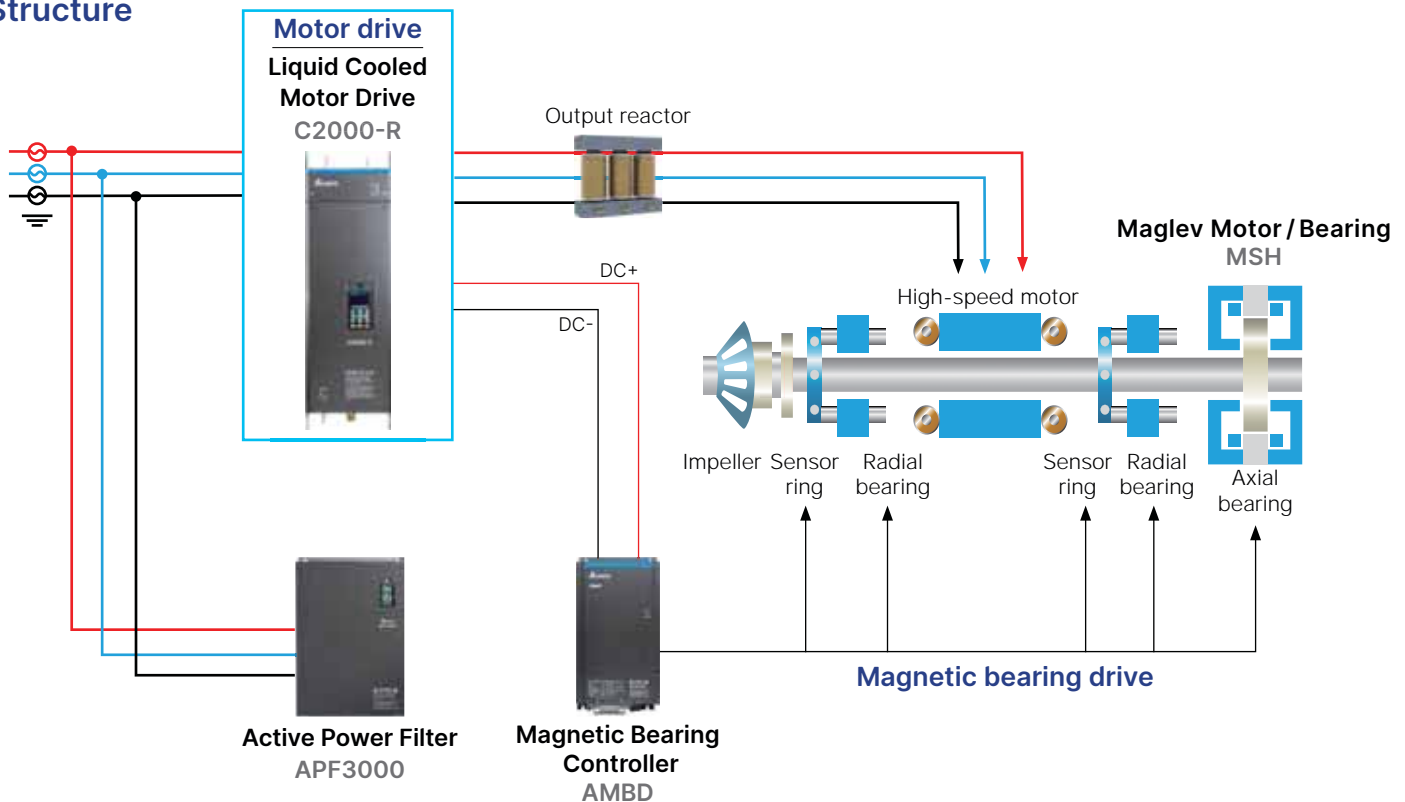 Structure
Motor drive
Liquid Cooled
Motor Drive
C2000-R
Output reactor
DC+
DC-
Maglev Motor / Bearing
MSH
High-speed motor
Impeller
Sensor
ring
Radial
bearing
Sensor
ring
Radial
bearing
Axial
bearing
Magnetic bearing drive
Active Power Filter
APF3000
Magnetic Bearing
Controller
AMBD